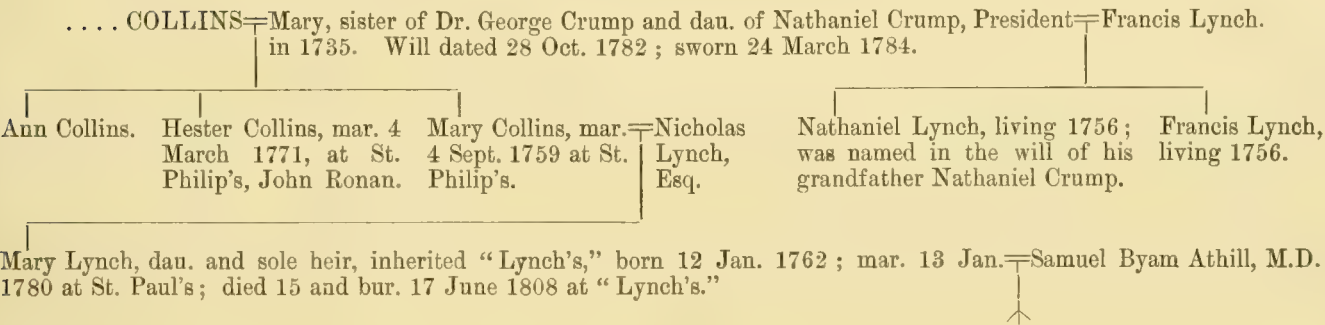 . . . . COLLINS=Mary, sister of Dr. George Crump and dau. of Nathaniel Crump, President=Francis Lynch.
in 1735. Will dated 28 Oct. 1782 ; sworn 24 March 1784.
Ann Collins.
Hester Collins, mar. 4
March 1771, at St.
Philip's, John Ronan.
Mary Collins, mar.=Nicholas
4 Sept. 1759 at St. Lynch,
Philip's. Esq.
Nathaniel Lynch, living 1756 ;
was named in the will of his
grandfather Nathaniel Crump.
Francis Lynch,
living 1756.
Mary Lynch, dau. and sole heir, inherited "Lynch's," born 12 Jan. 1762 ; mar. 13 Jan.=Samuel Byam Athill, M.D.
1780 at St. Paul's ; died 15 and bur. 17 June 1808 at "Lynch's."